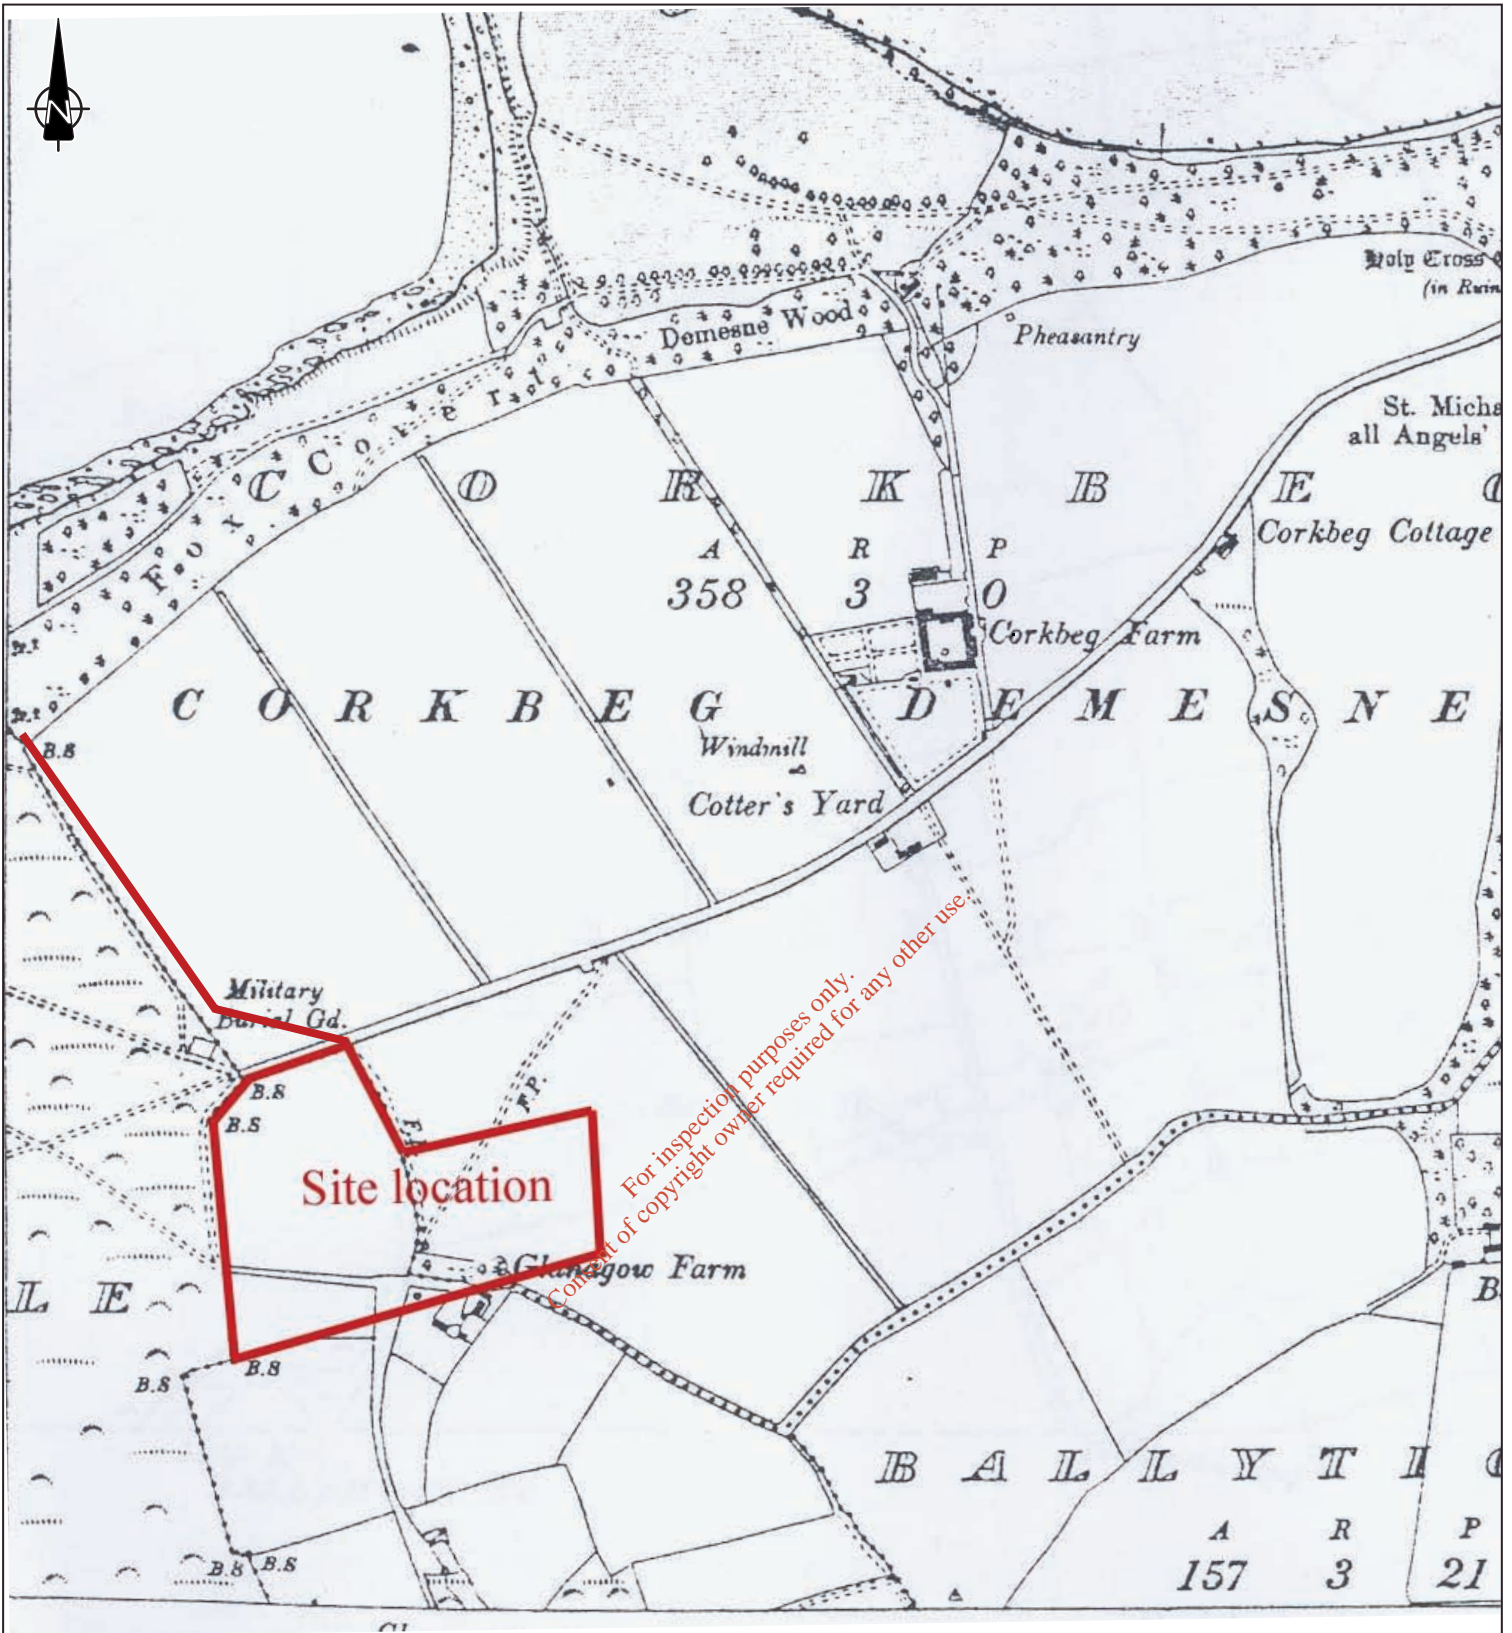 N
Holy Cross
(in Ruin
Demesne Wood
Pheasantry
St. Micha
all Angels'
Fox Covert
C O R K B E G
Corkbeg Cottage
A R P
358 3 0
Corkbeg Farm
C O R K B E G D E M E S N E
B.S
Windmill
Cotter's Yard
Military
Burial Gd.
B.S
B.S
F.P.
Site location
For inspection purposes only.
Consent of copyright owner required for any other use.
Glanagow Farm
L E
B
B.S
B.S
B A L L Y T I
A R P
157 3 21
B.S B.S